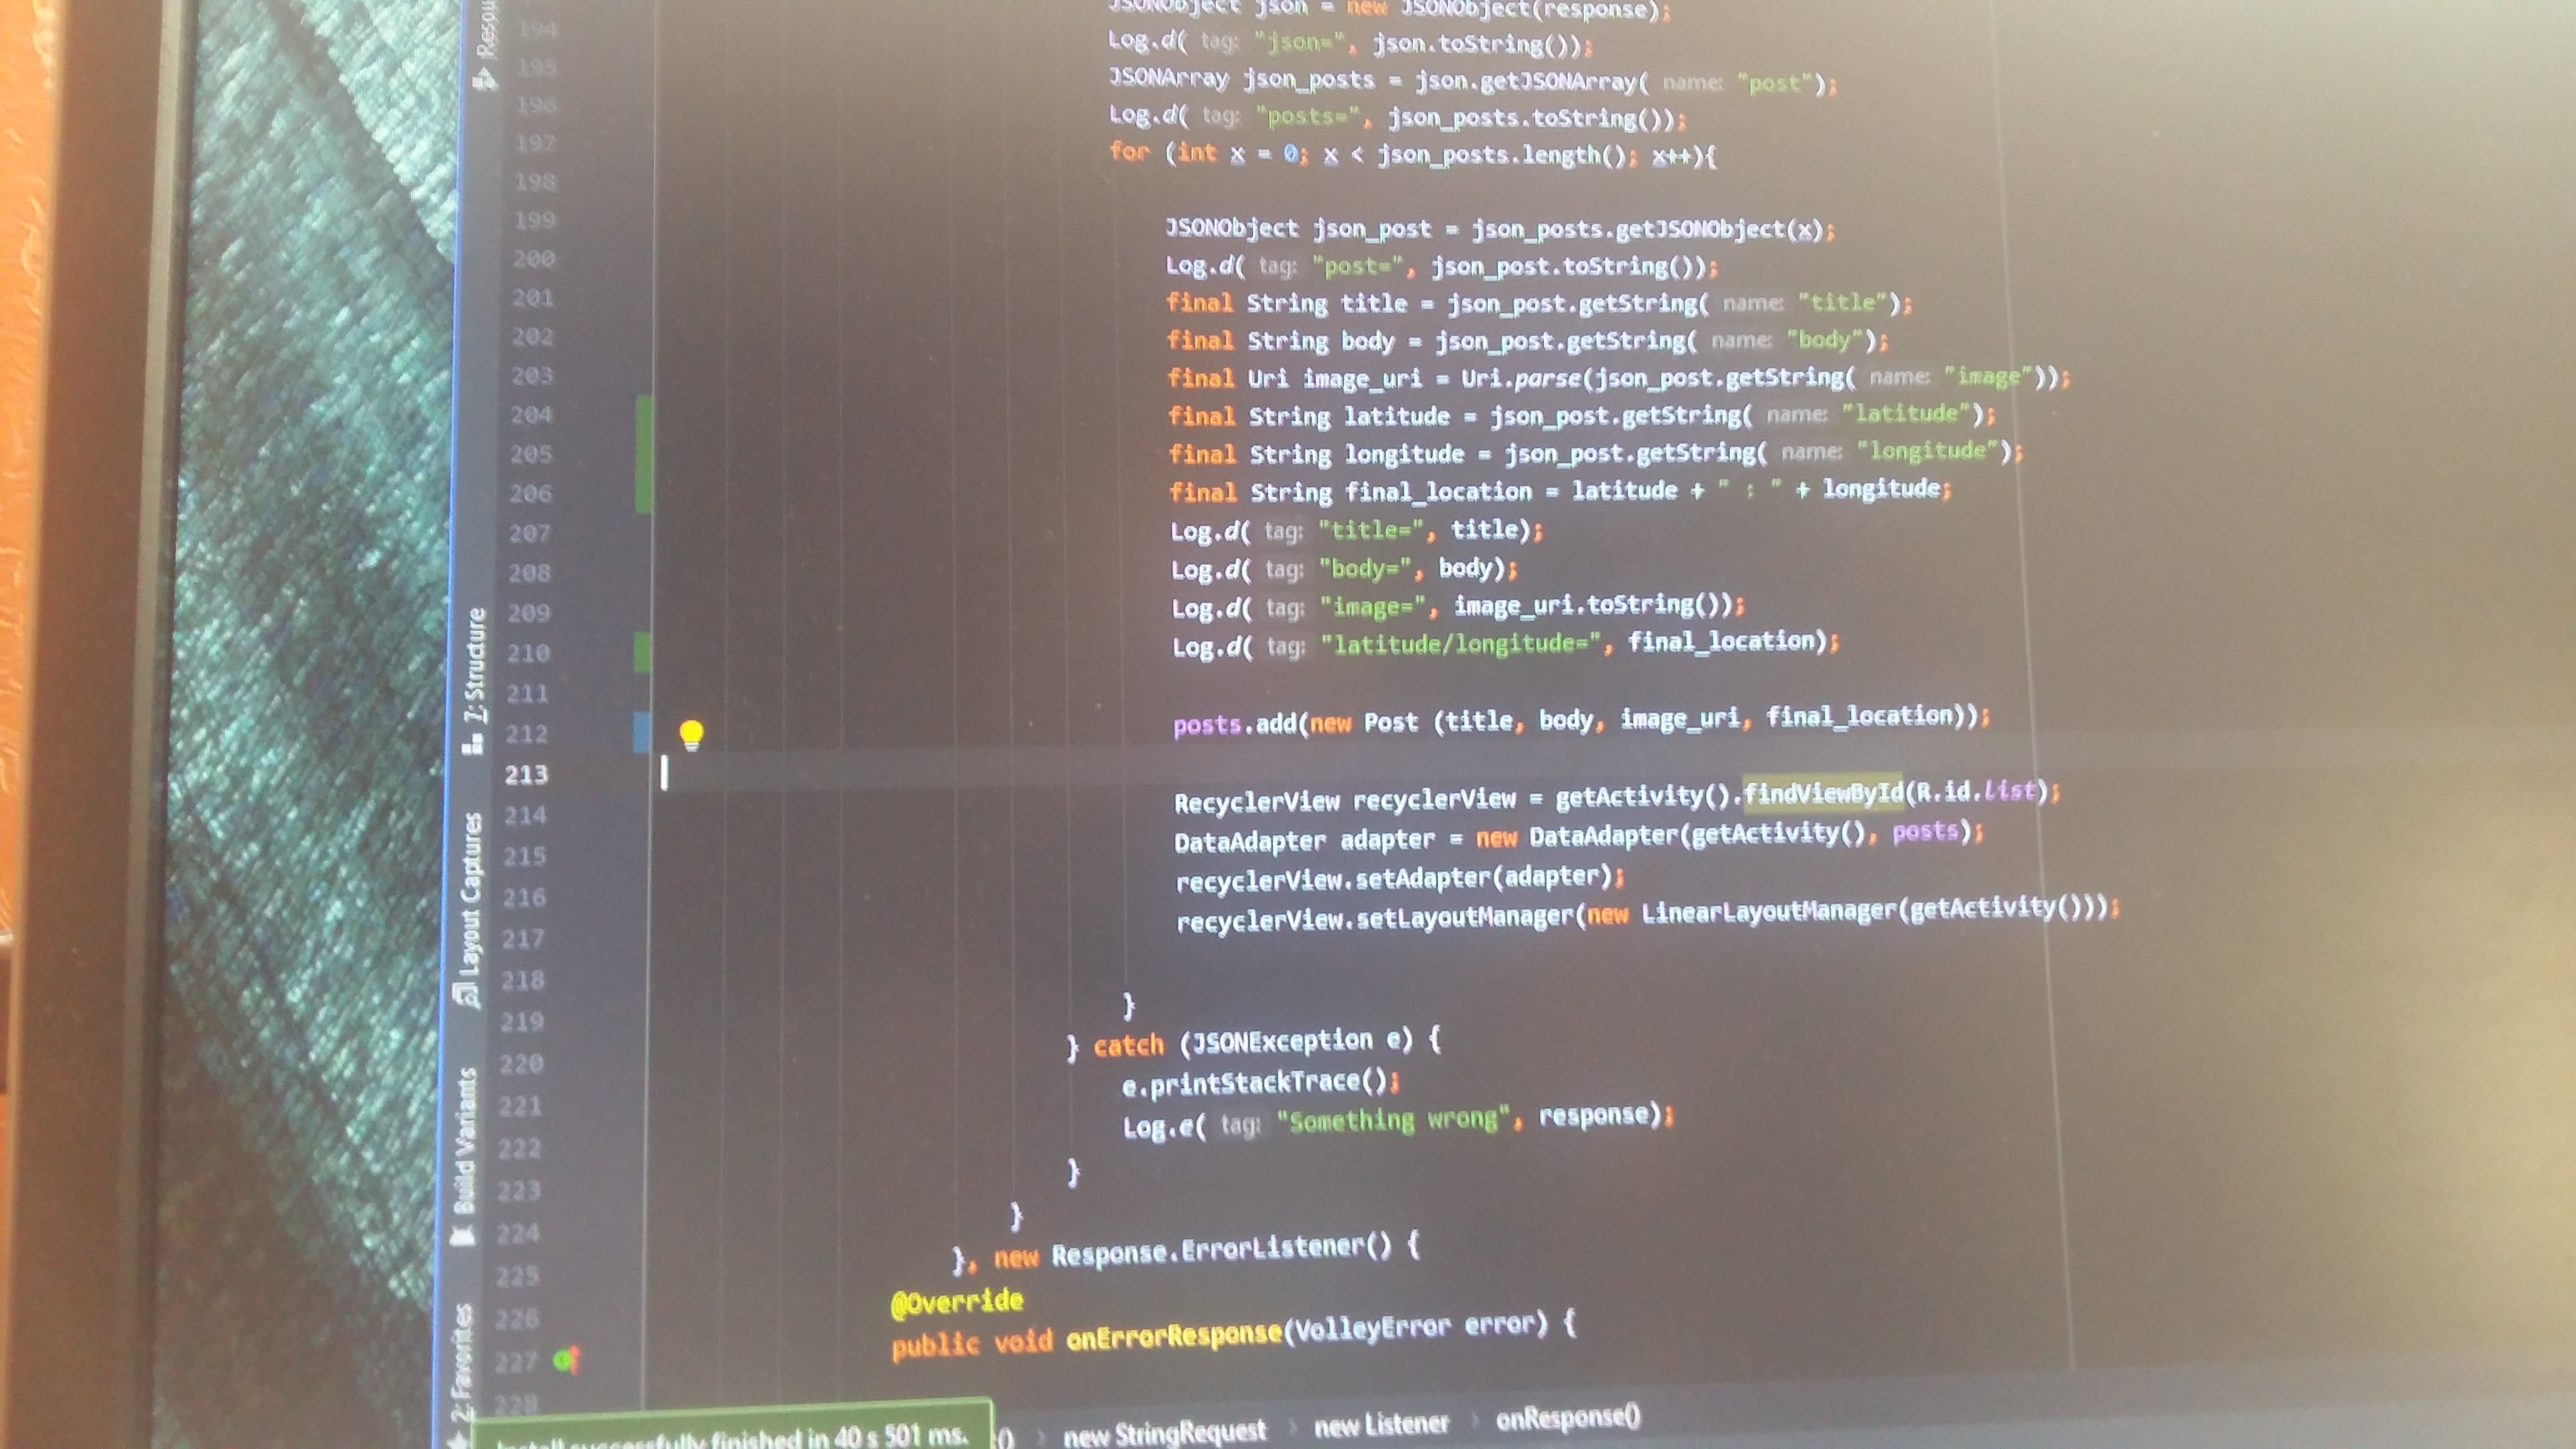 JSONObject json = new JSONObject(response);
194
Log.d( tag: "json=", json.toString());
195
JSONArray json_posts = json.getJSONArray( name: "post");
196
Log.d( tag: "posts=", json_posts.toString());
197
for (int x = 0; x < json_posts.length(); x++){
198
199
JSONObject json_post = json_posts.getJSONObject(x);
200
Log.d( tag: "post=", json_post.toString());
201
final String title = json_post.getString( name: "title");
202
final String body = json_post.getString( name: "body");
203
final Uri image_uri = Uri.parse(json_post.getString( name: "image"));
204
final String latitude = json_post.getString( name: "latitude");
205
final String longitude = json_post.getString( name: "longitude");
206
final String final_location = latitude + " : " + longitude;
207
Log.d( tag: "title=", title);
208
Log.d( tag: "body=", body);
209
Log.d( tag: "image=", image_uri.toString());
210
Log.d( tag: "latitude/longitude=", final_location);
211
212
posts.add(new Post (title, body, image_uri, final_location));
213
214
RecyclerView recyclerView = getActivity().findViewById(R.id.list);
215
DataAdapter adapter = new DataAdapter(getActivity(), posts);
216
recyclerView.setAdapter(adapter);
217
recyclerView.setLayoutManager(new LinearLayoutManager(getActivity()));
218
219
}
220
} catch (JSONException e) {
221
e.printStackTrace();
222
Log.e( tag: "Something wrong", response);
223
}
224
}
225
}, new Response.ErrorListener() {
226
@Override
227
public void onErrorResponse(VolleyError error) {
228
7: Structure
Layout Captures
Build Variants
2: Favorites
successfully finished in 40 s 501 ms.
() › new StringRequest › new Listener › onResponse()